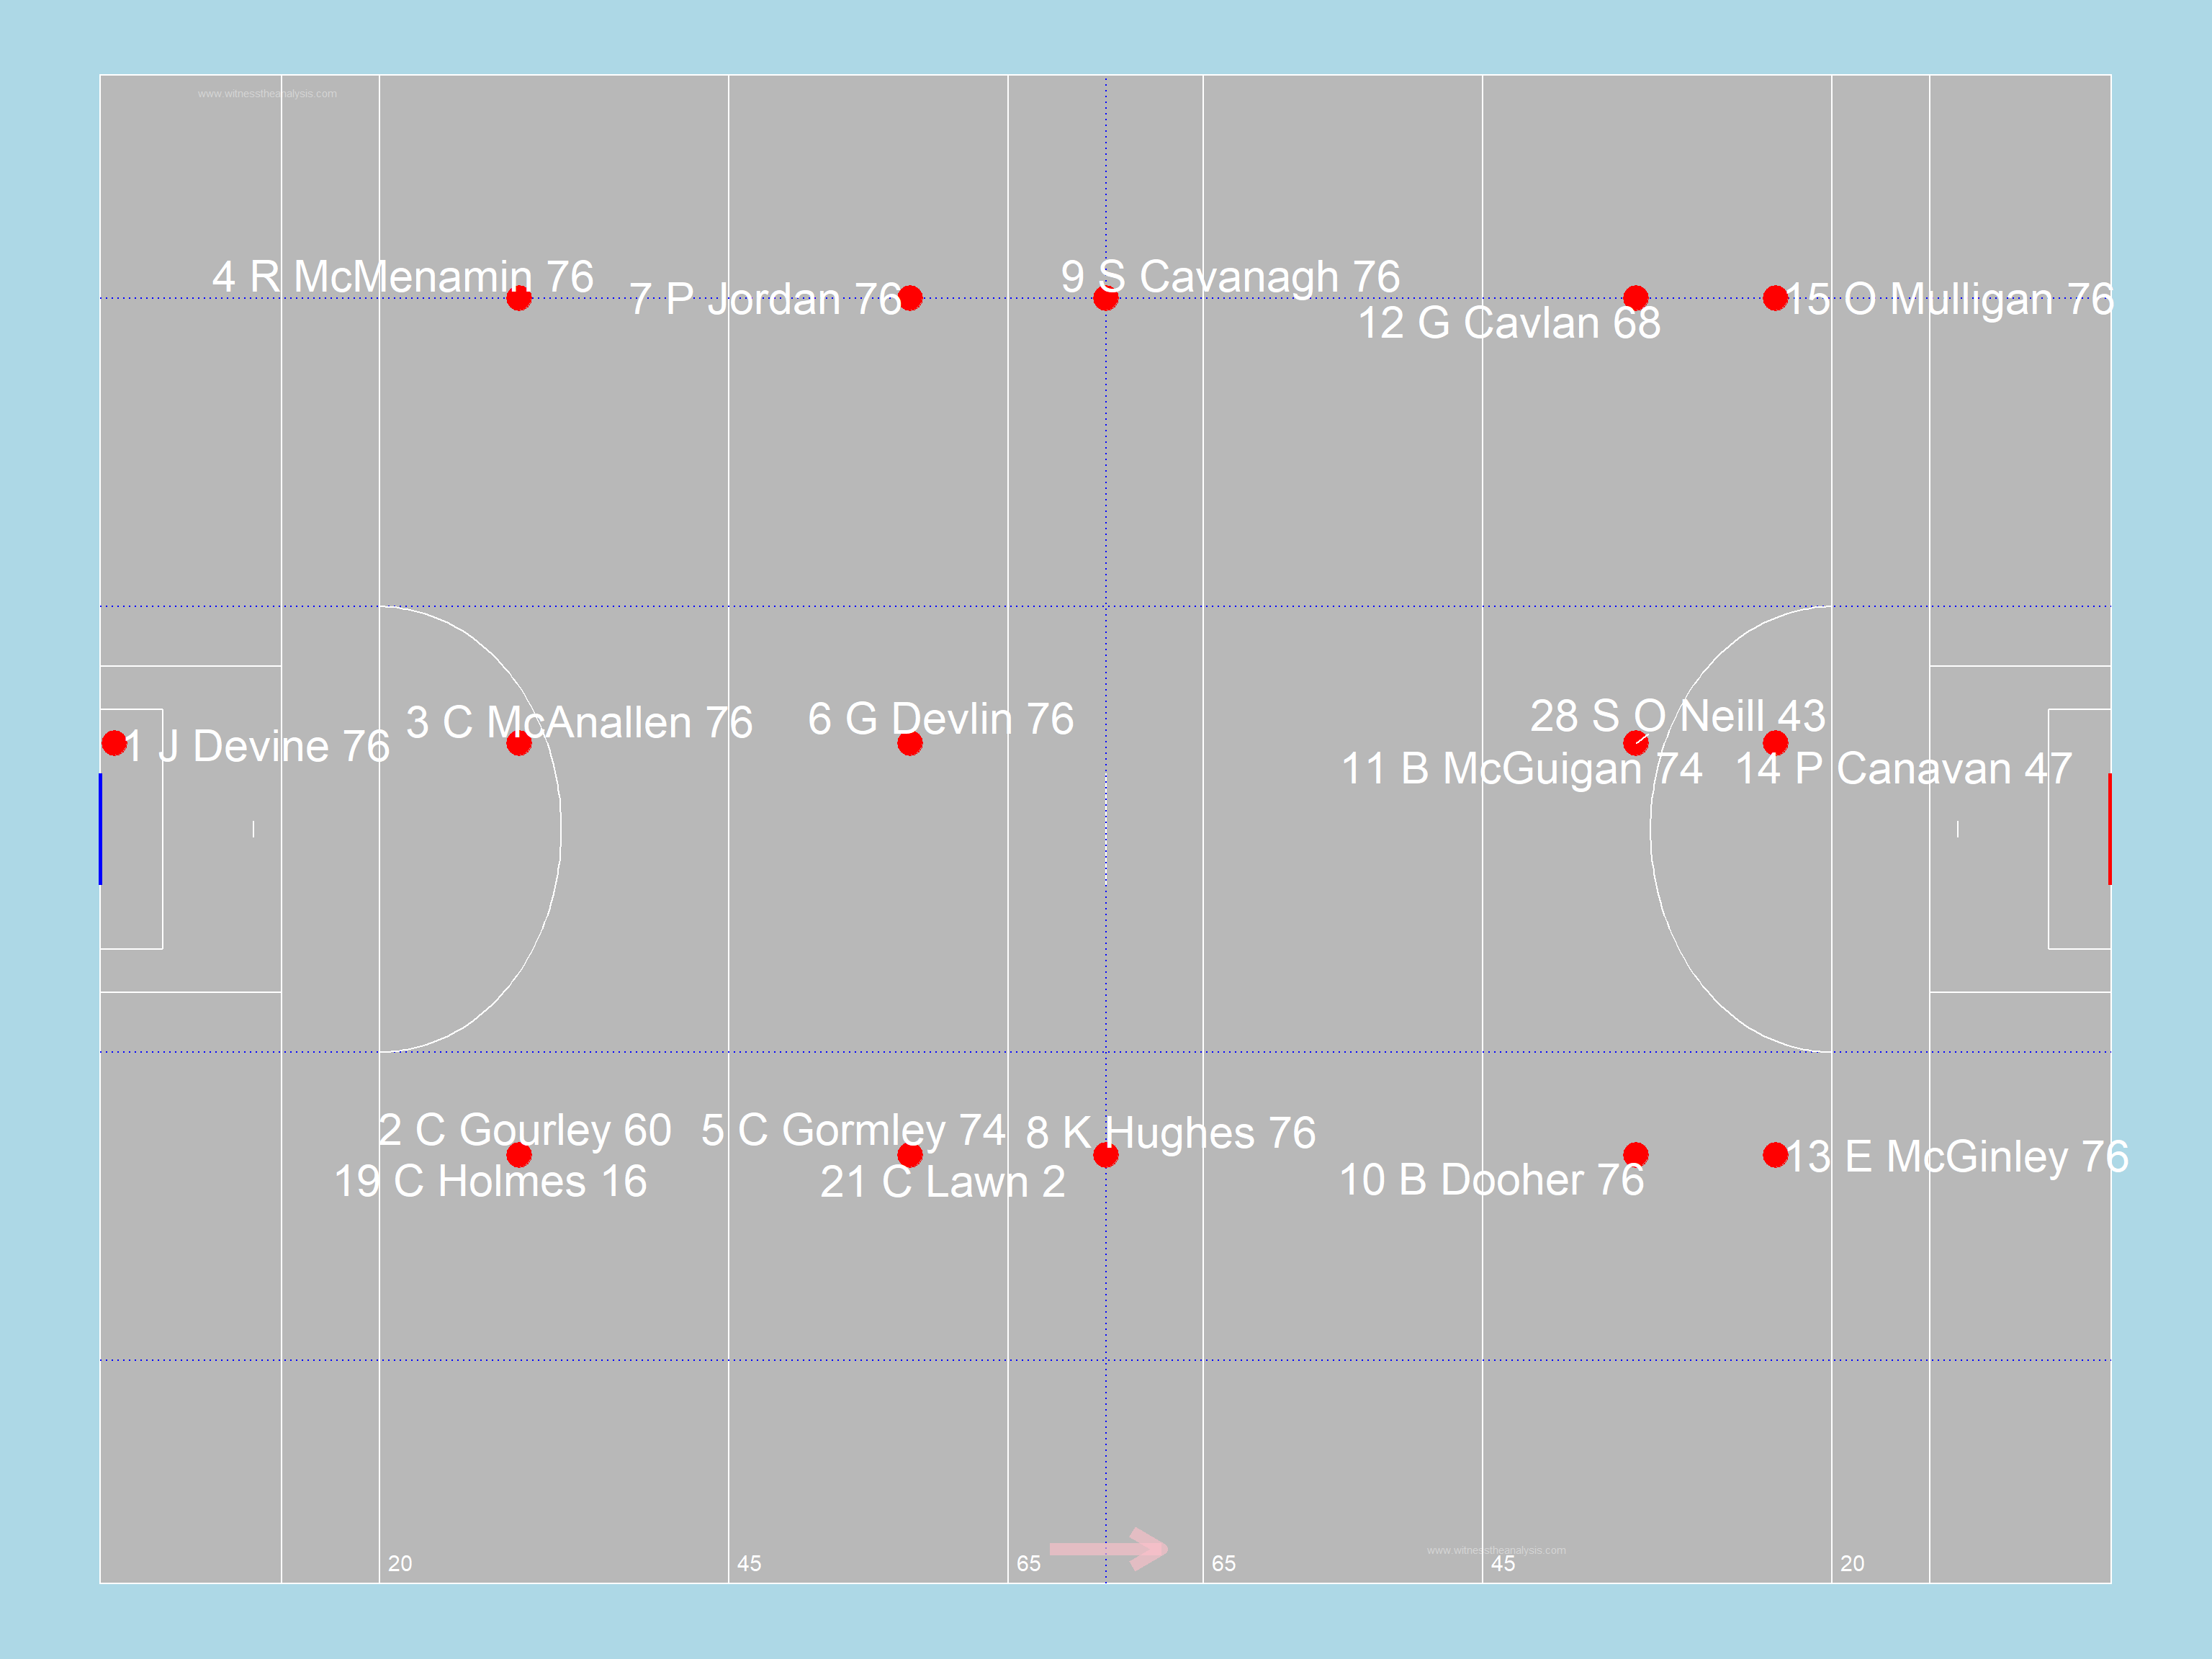 www.witnesstheanalysis.com
4 R McMenamin 76
7 P Jordan 76
9 S Cavanagh 76
12 G Cavlan 68
15 O Mulligan 76
1 J Devine 76
3 C McAnallen 76
6 G Devlin 76
28 S O Neill 43
11 B McGuigan 74
14 P Canavan 47
2 C Gourley 60
19 C Holmes 16
5 C Gormley 74
21 C Lawn 2
8 K Hughes 76
10 B Dooher 76
13 E McGinley 76
www.witnesstheanalysis.com
20
45
65
65
45
20